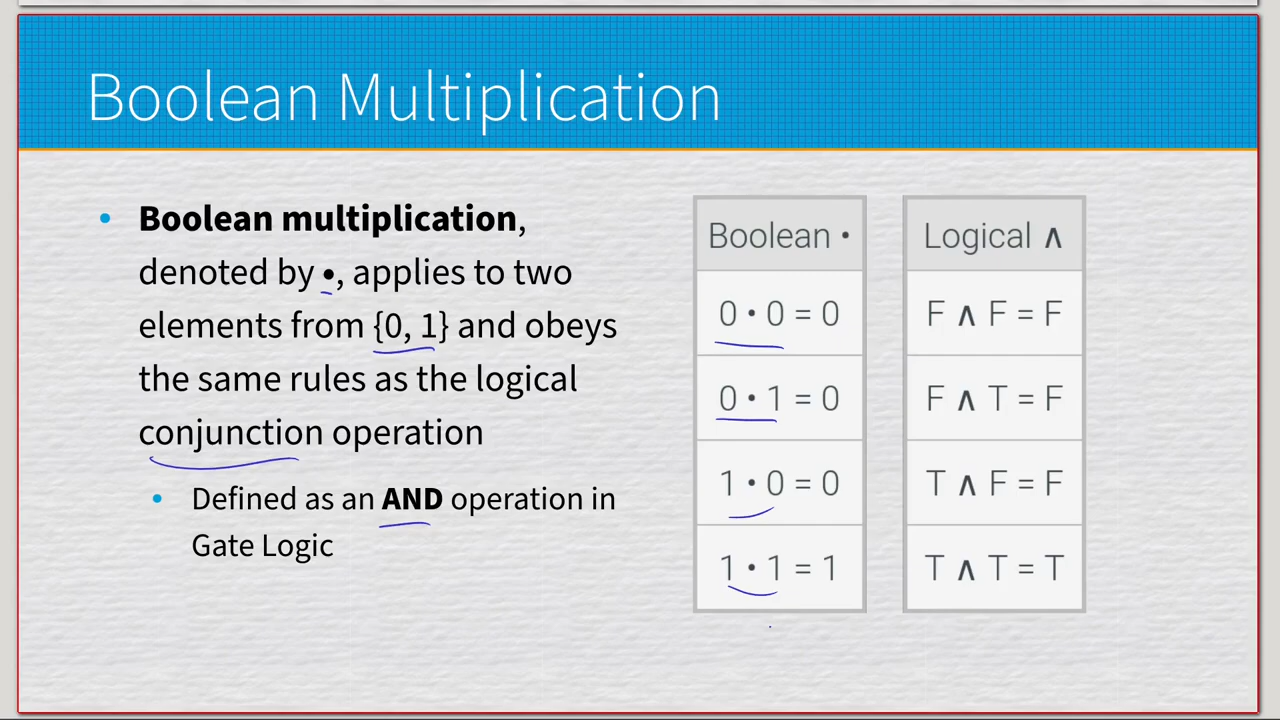 Boolean Multiplication
• Boolean multiplication,
denoted by •, applies to two
elements from {0, 1} and obeys
the same rules as the logical
conjunction operation
• Defined as an AND operation in
Gate Logic
Boolean •
0 • 0 = 0
0 • 1 = 0
1 • 0 = 0
1 • 1 = 1
Logical ∧
F ∧ F = F
F ∧ T = F
T ∧ F = F
T ∧ T = T